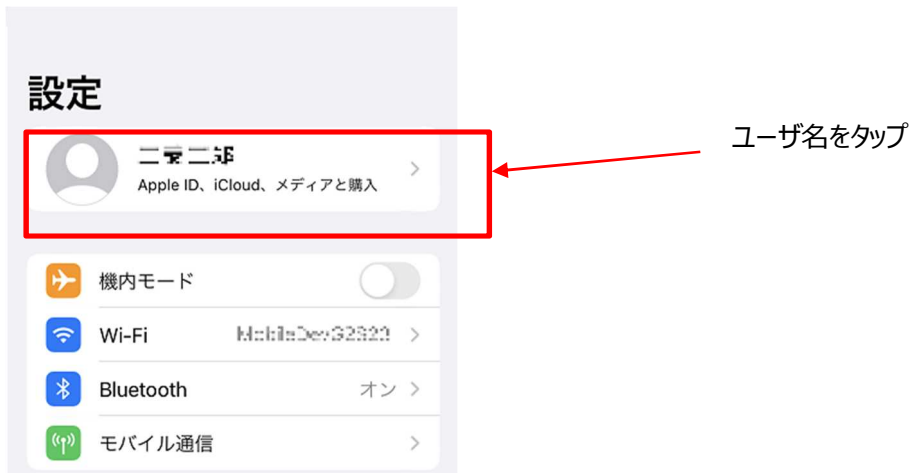 設定
ユーザ名をタップ
Apple ID、iCloud、メディアと購入
機内モード
Wi-Fi
Bluetooth
オン
モバイル通信